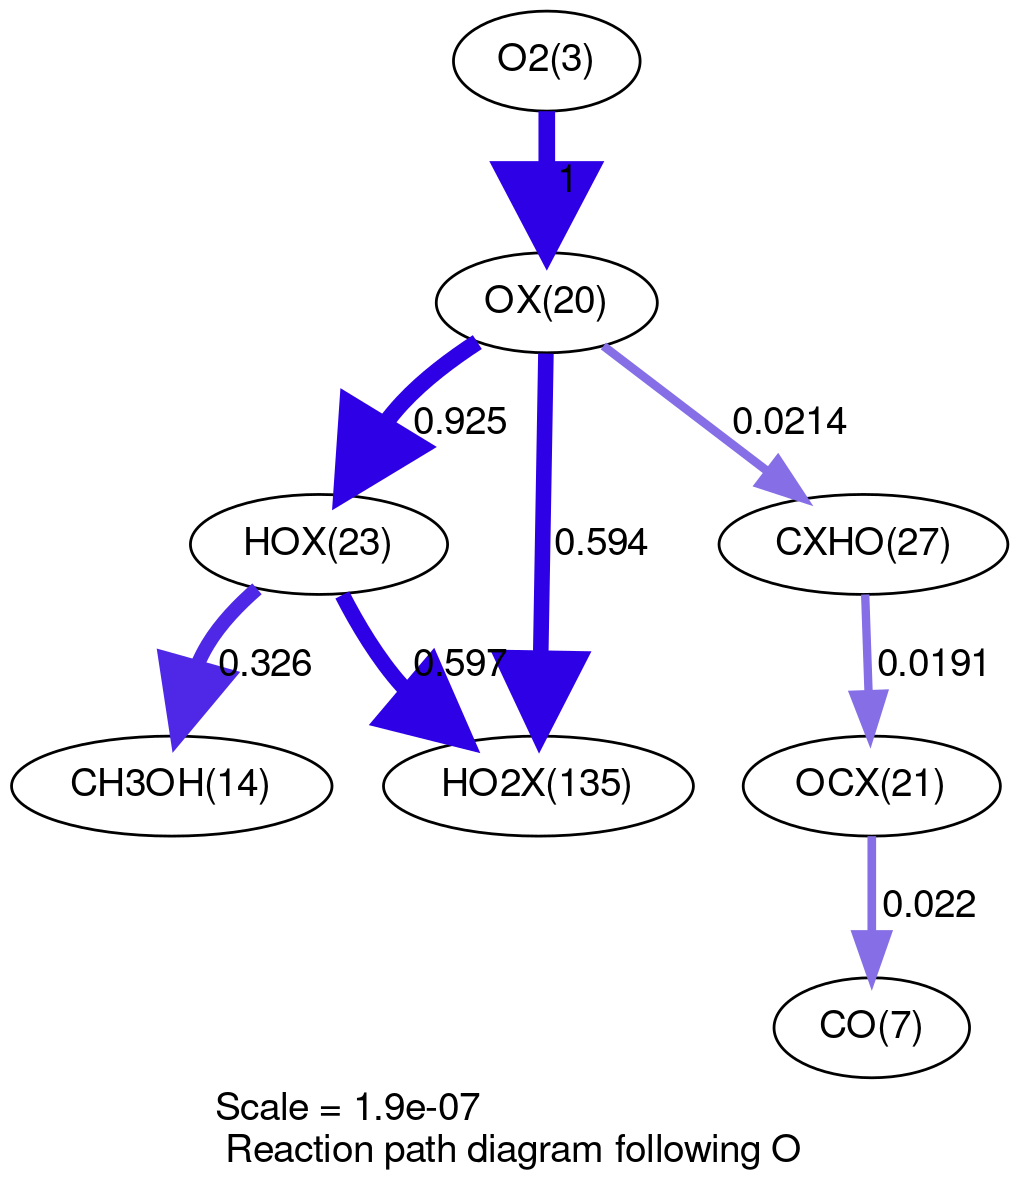 O2(3)
1
OX(20)
0.925
0.0214
HOX(23)
0.594
CXHO(27)
0.326
0.597
0.0191
CH3OH(14)
HO2X(135)
OCX(21)
0.022
CO(7)
Scale = 1.9e-07
Reaction path diagram following O